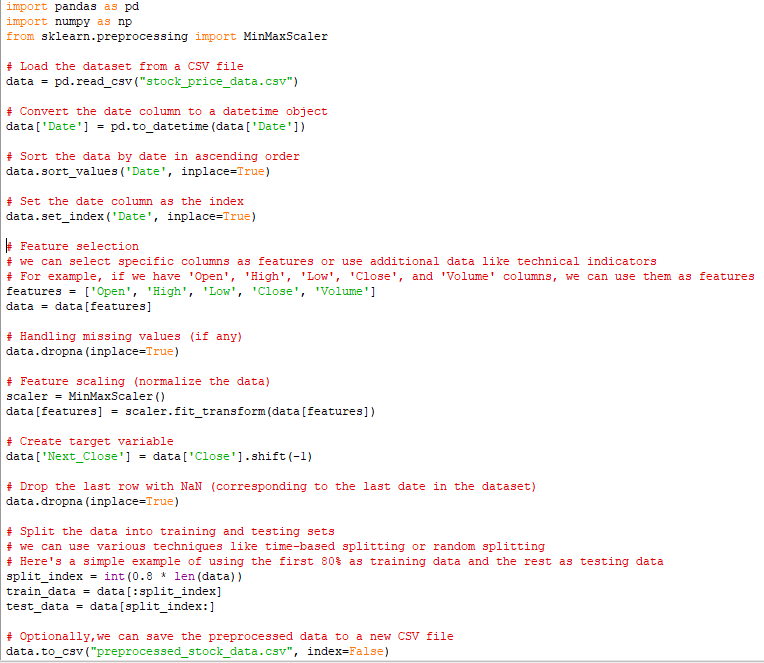 import pandas as pd
import numpy as np
from sklearn.preprocessing import MinMaxScaler
# Load the dataset from a CSV file
data = pd.read_csv("stock_price_data.csv")
# Convert the date column to a datetime object
data['Date'] = pd.to_datetime(data['Date'])
# Sort the data by Date in ascending order
data.sort_values('Date', inplace=True)
# Set the date column as the index
data.set_index('Date', inplace=True)
# Feature selection
# we can select specific columns as features or use additional data like technical indicators
# For example, if we have 'Open', 'High', 'Low', 'Close', and 'Volume' columns, we can use them as features
features = ['Open', 'High', 'Low', 'Close', 'Volume']
data = data[features]
# Handling missing values (if any)
data.dropna(inplace=True)
# Feature scaling (normalize the data)
scaler = MinMaxScaler()
data[features] = scaler.fit_transform(data[features])
# Create target variable
data['Next_Close'] = data['Close'].shift(-1)
# Drop the last row with NaN (corresponding to the last date in the dataset)
data.dropna(inplace=True)
# Split the data into training and testing sets
# we can use various techniques like time-based splitting or random splitting
# Here's a simple example of using the first 80% as training data and the rest as testing data
split_index = int(0.8 * len(data))
train_data = data[:split_index]
test_data = data[split_index:]
# Optionally,we can save the preprocessed data to a new CSV file
data.to_csv("preprocessed_stock_data.csv", index=False)